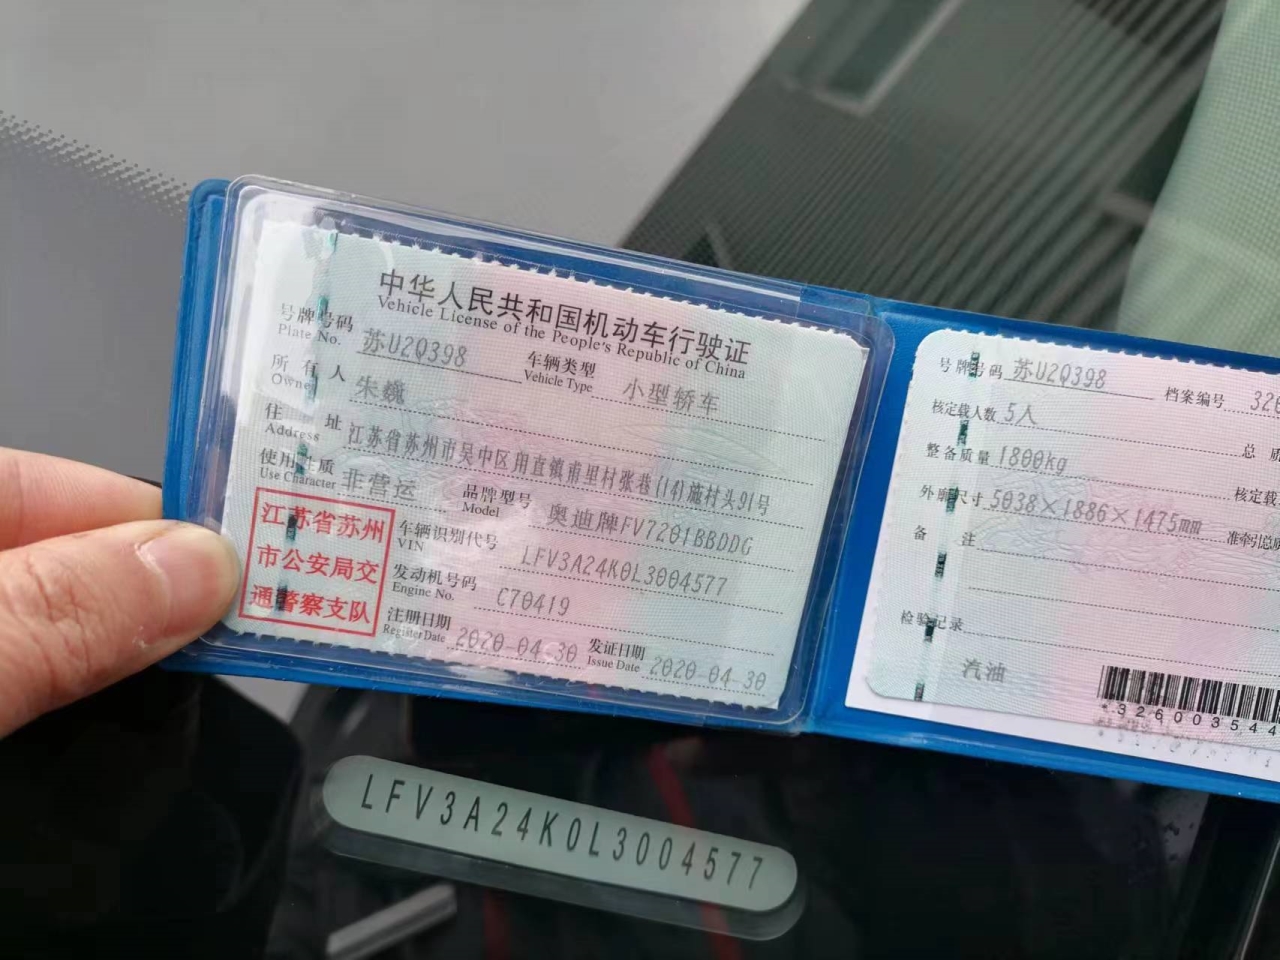 中华人民共和国机动车行驶证
Vehicle License of the People's Republic of China
号牌号码 苏U2Q398 车辆类型 小型轿车
Plate No. Vehicle Type
所有人 朱巍
Owner
住址 江苏省苏州市吴中区甪直镇甫里村张巷(14)施村头91号
Address
使用性质 非营运 品牌型号 奥迪牌FV7201BBDDG
Use Character Model
江苏省苏州
市公安局交
通警察支队
车辆识别代号 LFV3A24K0L3004577
VIN
发动机号码 C70419
Engine No.
注册日期 2020-04-30 发证日期 2020-04-30
Register Date Issue Date
号牌号码 苏U2Q398 档案编号 326
核定载人数 5人 总质
整备质量 1800kg 核定载
外廓尺寸 5038×1886×1475mm 准牵引总质
备注
检验记录
汽油
*326003544
LFV3A24K0L3004577